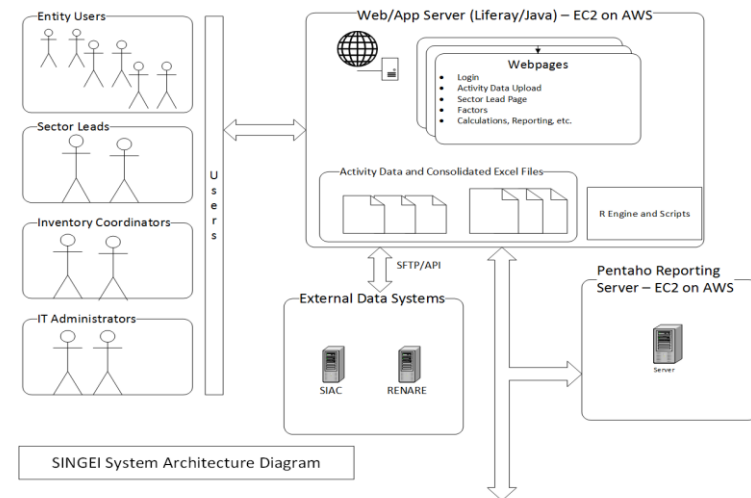 Entity Users
Sector Leads
Inventory Coordinators
IT Administrators
Users
Web/App Server (Liferay/Java) – EC2 on AWS
Webpages
• Login
• Activity Data Upload
• Sector Lead Page
• Factors
• Calculations, Reporting, etc.
Activity Data and Consolidated Excel Files
R Engine and Scripts
SFTP/API
External Data Systems
SIAC
RENARE
Pentaho Reporting
Server – EC2 on AWS
Server
SINGEI System Architecture Diagram